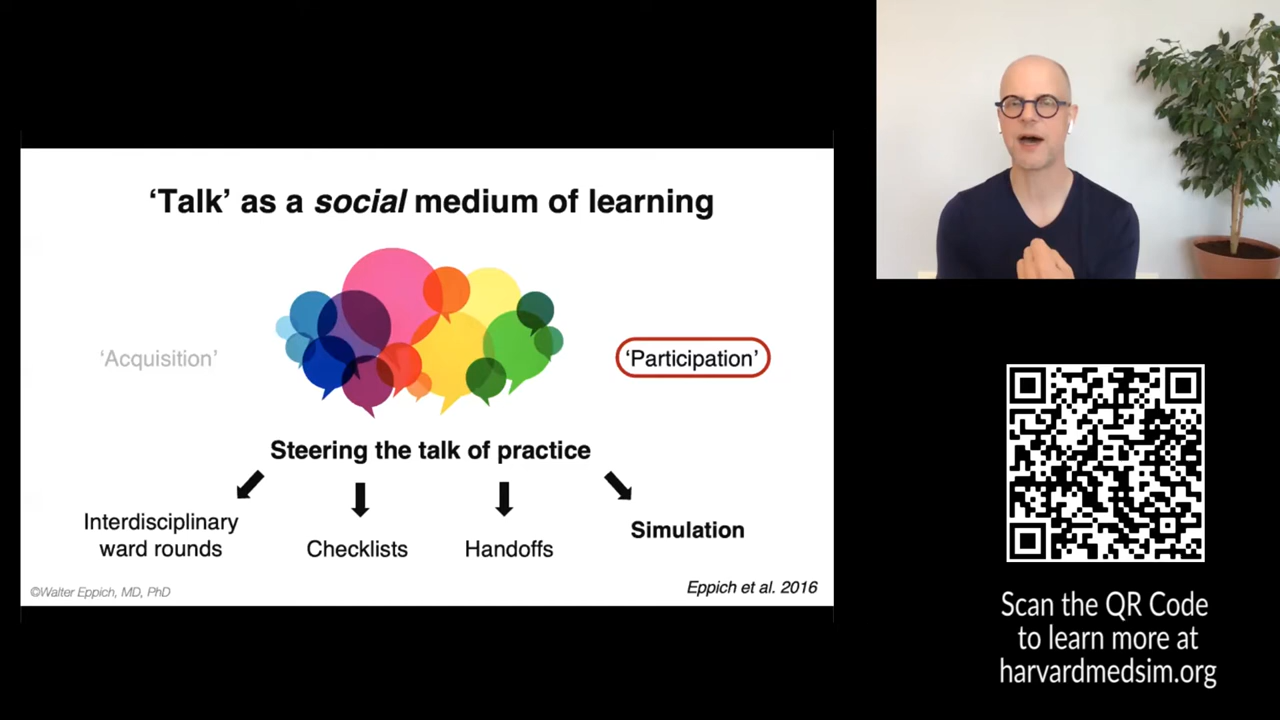 ‘Talk’ as a social medium of learning
‘Acquisition’
‘Participation’
Steering the talk of practice
Interdisciplinary
ward rounds
Checklists
Handoffs
Simulation
©Walter Eppich, MD, PhD
Eppich et al. 2016
Scan the QR Code
to learn more at
harvardmedsim.org